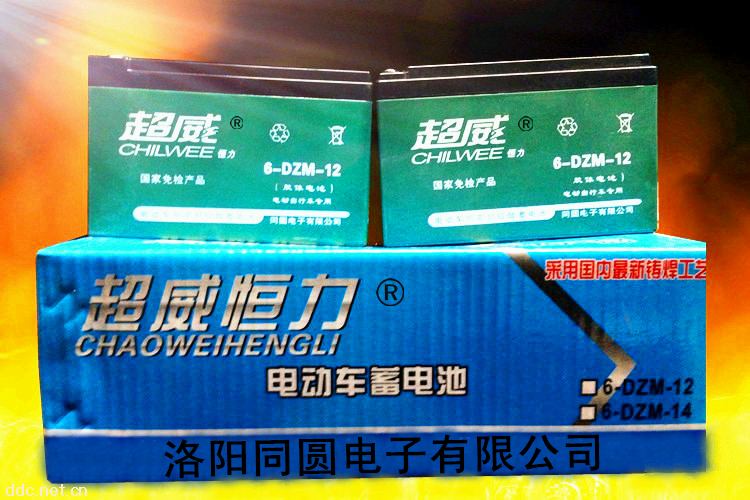 超威®
CHILWEE 恒力
6-DZM-12
国家免检产品
(胶体电池)
电动自行车专用
同圆电子有限公司
超威®
CHILWEE 恒力
6-DZM-12
国家免检产品
(胶体电池)
电动自行车专用
同圆电子有限公司
采用国内最新铸焊工艺
超威恒力®
CHAOWEIHENGLI
电动车蓄电池
6-DZM-12
6-DZM-14
洛阳同圆电子有限公司
ddc.net.cn